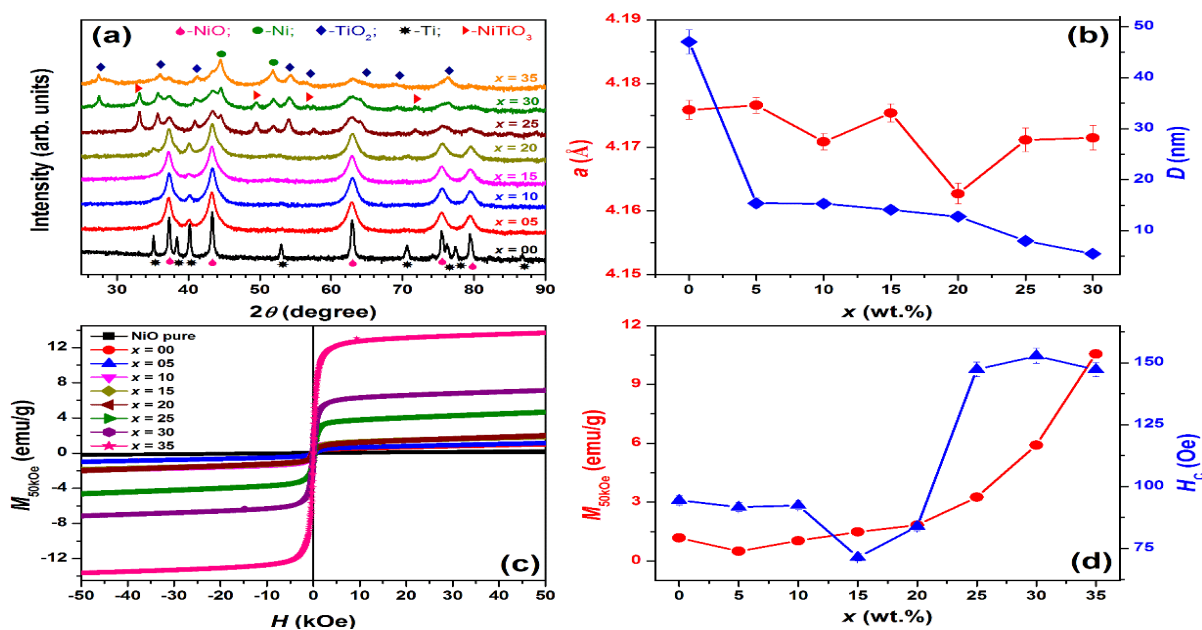 (a)
-NiO; -Ni; -TiO2; -Ti; -NiTiO3
x = 35
x = 30
x = 25
x = 20
x = 15
x = 10
x = 05
x = 00
Intensity (arb. units)
30 40 50 60 70 80 90
2θ (degree)
(b)
4.19
4.18
4.17
4.16
4.15
a (Å)
50
40
30
20
10
D (nm)
0 5 10 15 20 25 30
x (wt.%)
(c)
NiO pure
x = 00
x = 05
x = 10
x = 15
x = 20
x = 25
x = 30
x = 35
12
8
4
0
-4
-8
-12
M50kOe (emu/g)
-50 -40 -30 -20 -10 0 10 20 30 40 50
H (kOe)
(d)
12
9
6
3
0
M50kOe (emu/g)
150
125
100
75
HC (Oe)
0 5 10 15 20 25 30 35
x (wt.%)